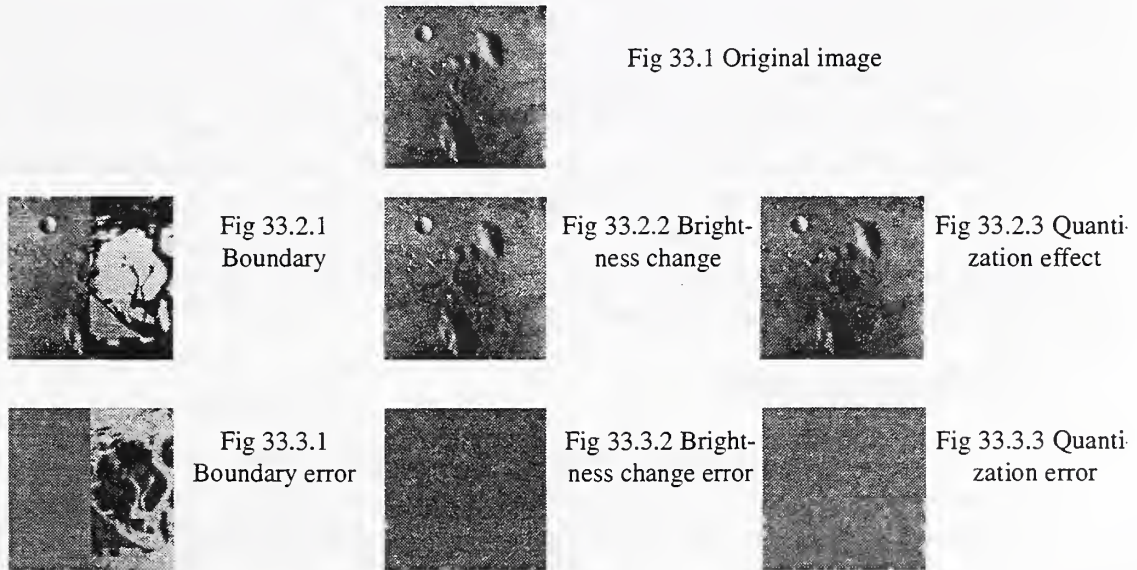 Fig 33.1 Original image
Fig 33.2.1
Boundary
Fig 33.2.2 Bright-
ness change
Fig 33.2.3 Quanti-
zation effect
Fig 33.3.1
Boundary error
Fig 33.3.2 Bright-
ness change error
Fig 33.3.3 Quanti-
zation error